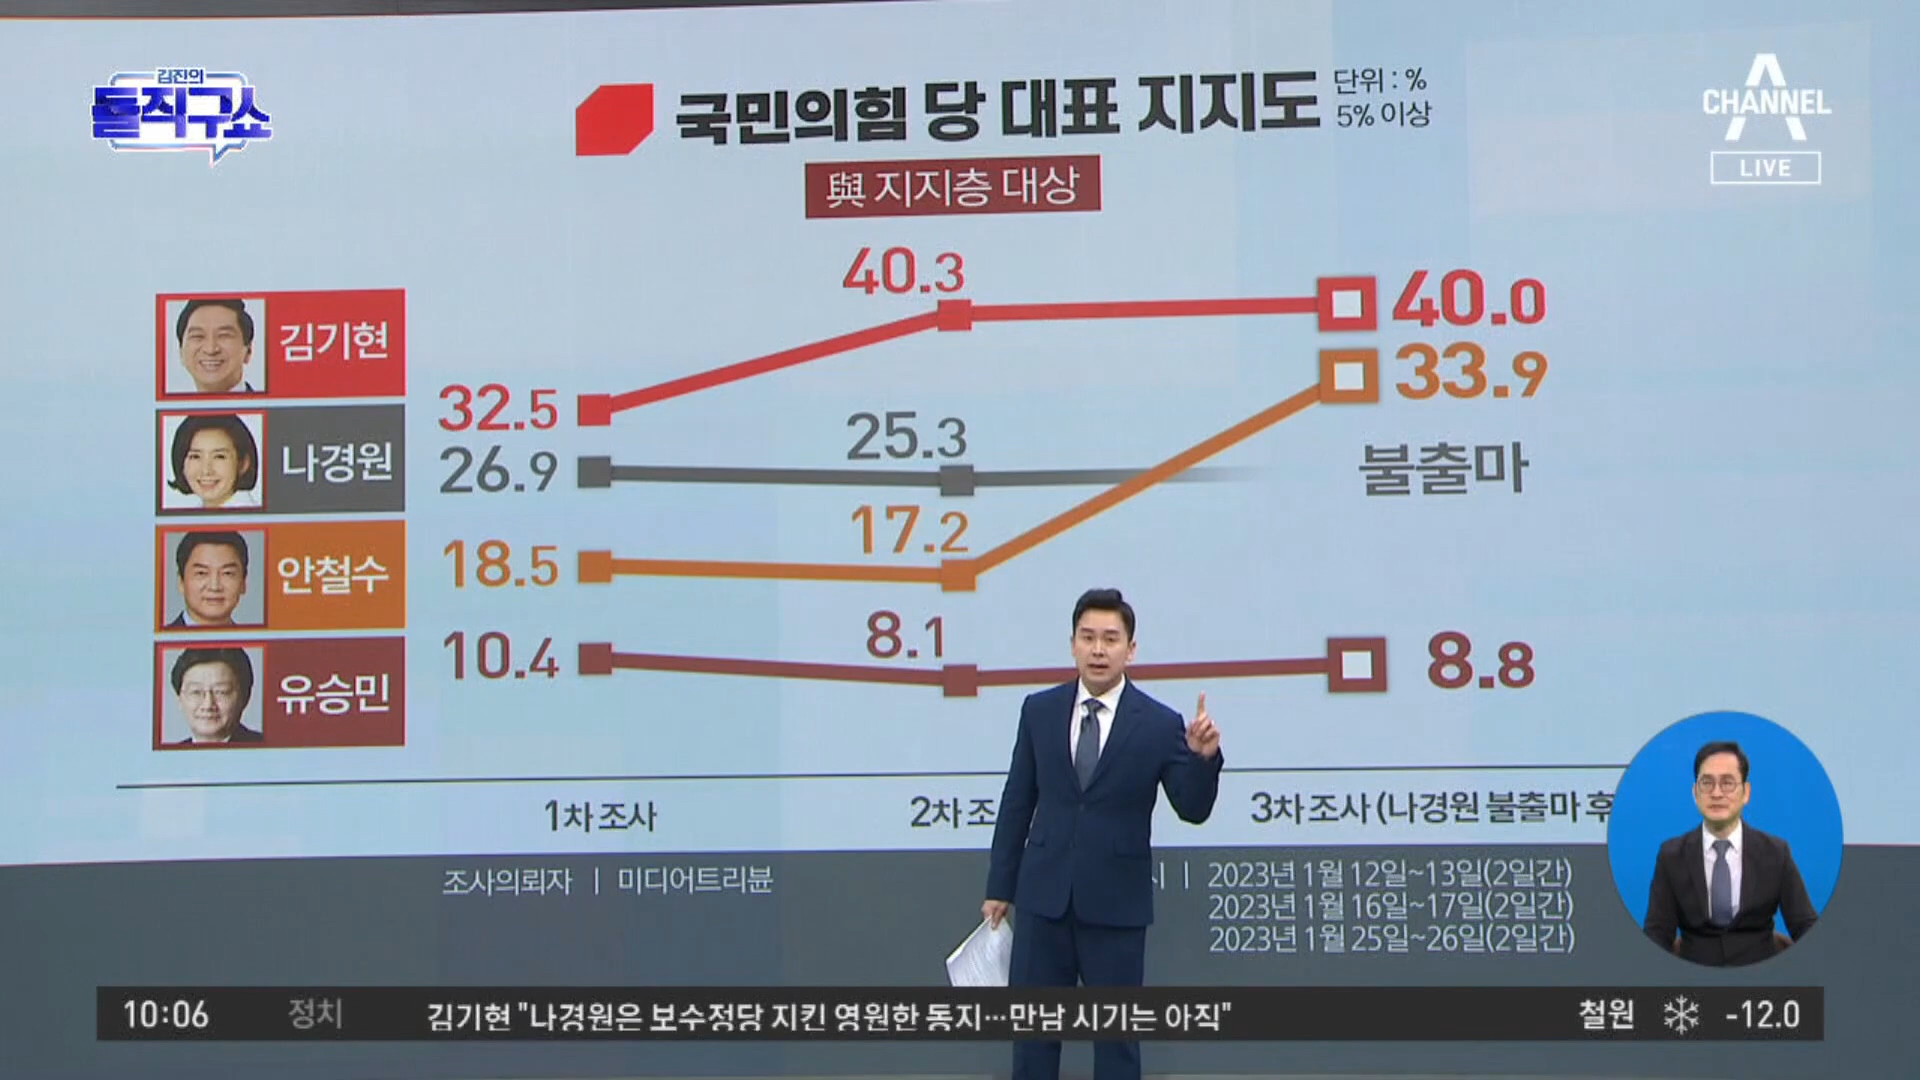 김진의
돌직구쇼
국민의힘 당 대표 지지도
단위 : %
5% 이상
與 지지층 대상
CHANNEL A
LIVE
김기현
나경원
안철수
유승민
32.5
40.3
40.0
26.9
25.3
불출마
18.5
17.2
33.9
10.4
8.1
8.8
1차 조사
2차 조
3차 조사 (나경원 불출마 후
조사의뢰자 | 미디어트리뷴
| 2023년 1월 12일~13일(2일간)
2023년 1월 16일~17일(2일간)
2023년 1월 25일~26일(2일간)
10:06 정치 김기현 "나경원은 보수정당 지킨 영원한 동지…만남 시기는 아직"
철원 -12.0